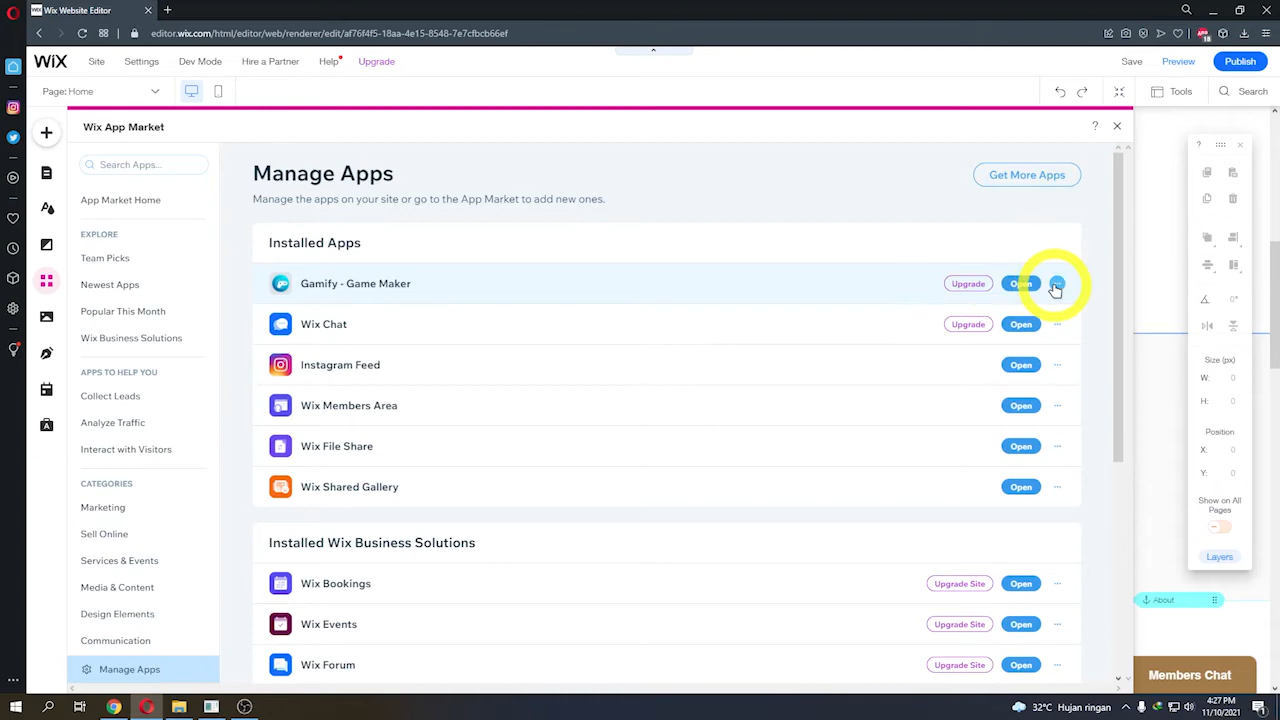 WiX Wix Website Editor
editor.wix.com/html/editor/web/renderer/edit/af76f4f5-18aa-4e15-8548-7e7cfbcb66ef
18
WiX Site Settings Dev Mode Hire a Partner Help Upgrade Save Preview Publish
Page: Home Tools Search
Wix App Market ?
Search Apps...
App Market Home
EXPLORE
Team Picks
Newest Apps
Popular This Month
Wix Business Solutions
APPS TO HELP YOU
Collect Leads
Analyze Traffic
Interact with Visitors
CATEGORIES
Marketing
Sell Online
Services & Events
Media & Content
Design Elements
Communication
Manage Apps
Manage Apps
Get More Apps
Manage the apps on your site or go to the App Market to add new ones.
Installed Apps
Gamify - Game Maker Upgrade Open
Wix Chat Upgrade Open
Instagram Feed Open
Wix Members Area Open
Wix File Share Open
Wix Shared Gallery Open
Installed Wix Business Solutions
Wix Bookings Upgrade Site Open
Wix Events Upgrade Site Open
Wix Forum Upgrade Site Open
?
0°
Size (px)
W: 0
H: 0
Position
X: 0
Y: 0
Show on All
Pages
Layers
About
Members Chat
32°C Hujan ringan
4:27 PM
11/10/2021